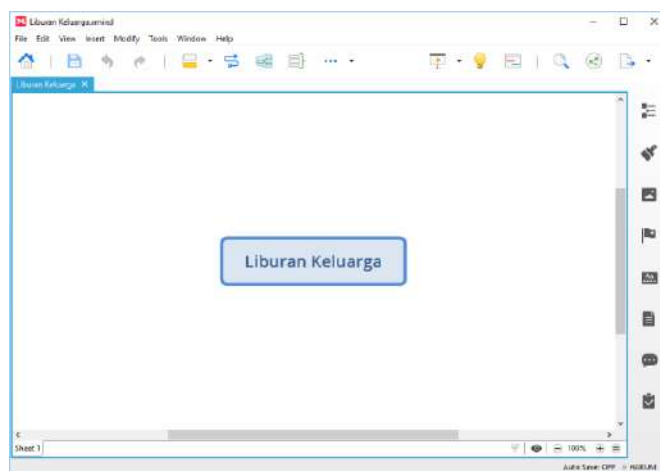 Liburan Keluarga.xmind
File Edit View Insert Modify Tools Window Help
Liburan Keluarga
Liburan Keluarga
Sheet 1
100%
Auto Save: OFF